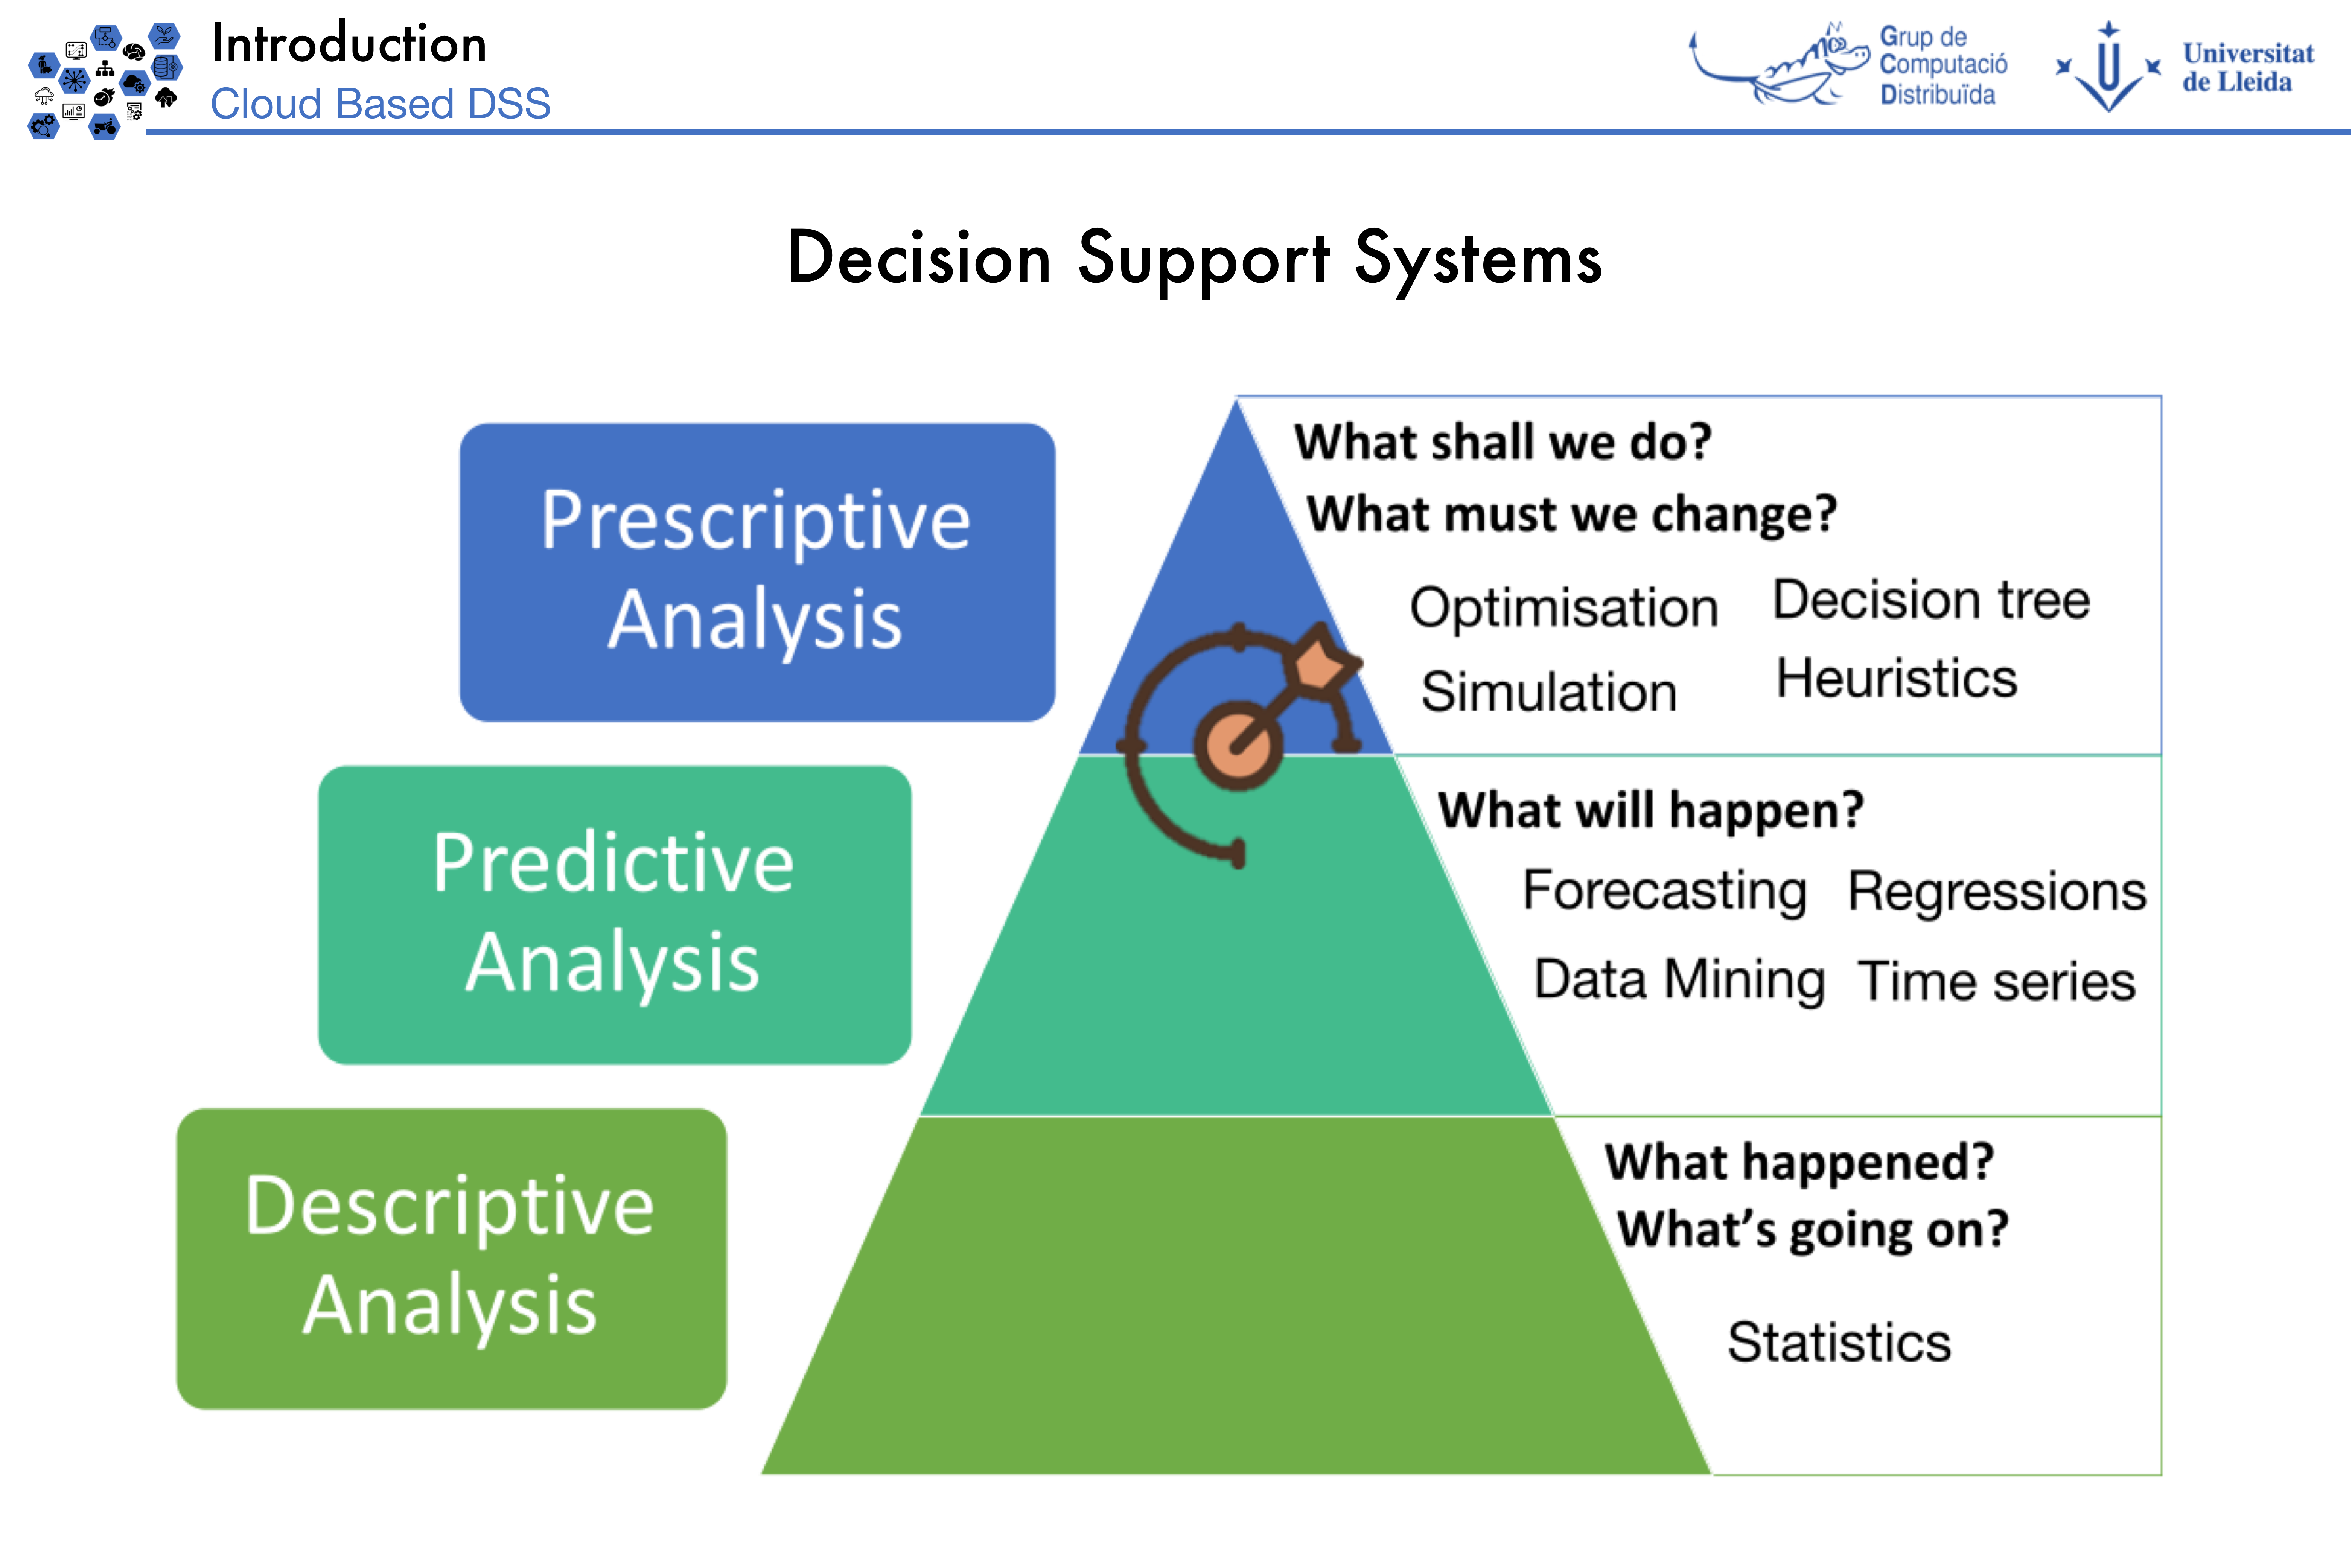 Introduction
Cloud Based DSS
Grup de
Computació
Distribuïda
Universitat
de Lleida
Decision Support Systems
Prescriptive
Analysis
What shall we do?
What must we change?
Optimisation Decision tree
Simulation Heuristics
Predictive
Analysis
What will happen?
Forecasting Regressions
Data Mining Time series
Descriptive
Analysis
What happened?
What's going on?
Statistics